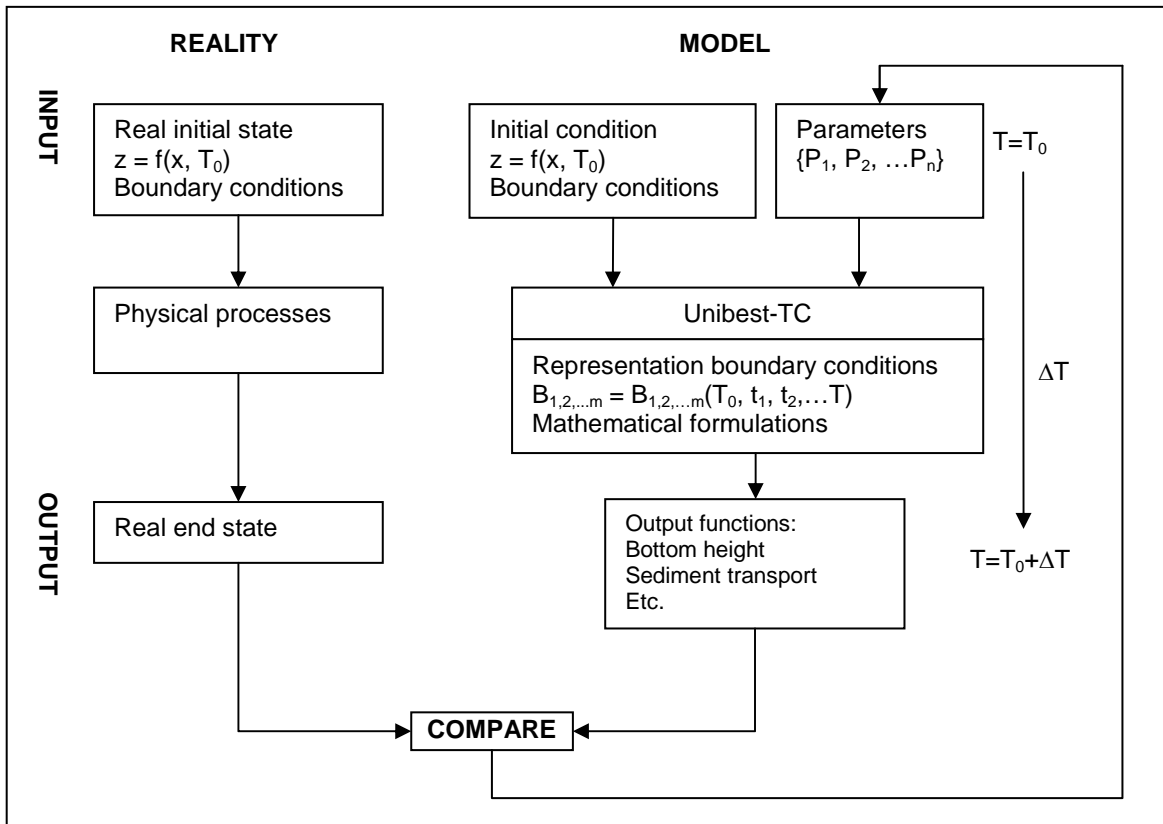 REALITY
MODEL
INPUT
Real initial state
z = f(x, T₀)
Boundary conditions
Initial condition
z = f(x, T₀)
Boundary conditions
Parameters
{P₁, P₂, …Pₙ}
T=T₀
Physical processes
Unibest-TC
Representation boundary conditions
B₁,₂,...ₘ = B₁,₂,...ₘ(T₀, t₁, t₂,…T)
Mathematical formulations
ΔT
OUTPUT
Real end state
Output functions:
Bottom height
Sediment transport
Etc.
T=T₀+ΔT
COMPARE